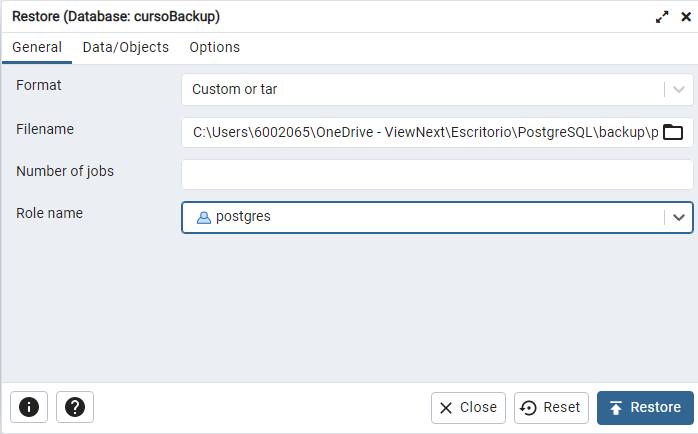 Restore (Database: cursoBackup)
General Data/Objects Options
Format Custom or tar
Filename C:\Users\6002065\OneDrive - ViewNext\Escritorio\PostgreSQL\backup\p
Number of jobs
Role name postgres
Close Reset Restore